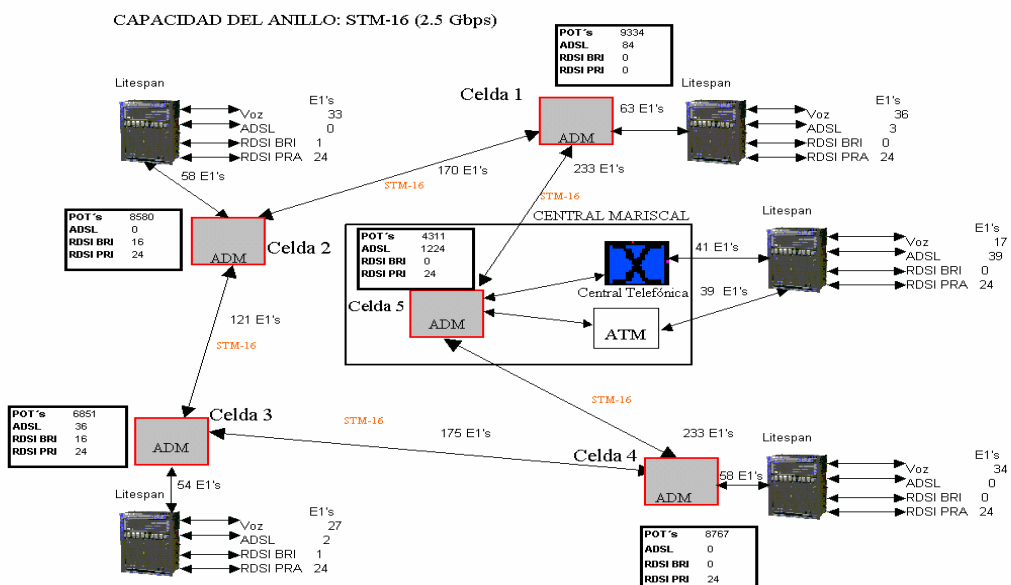 CAPACIDAD DEL ANILLO: STM-16 (2.5 Gbps)
POT´s 9334
ADSL 84
RDSI BRI 0
RDSI PRI 0
Litespan
E1's
Voz 33
ADSL 0
RDSI BRI 1
RDSI PRA 24
58 E1's
Celda 1
ADM
63 E1's
Litespan
E1's
Voz 36
ADSL 3
RDSI BRI 0
RDSI PRA 24
170 E1's
STM-16
233 E1's
STM-16
POT´s 8580
ADSL 0
RDSI BRI 16
RDSI PRI 24
ADM
Celda 2
CENTRAL MARISCAL
POT´s 4311
ADSL 1224
RDSI BRI 0
RDSI PRI 24
Celda 5
ADM
Central Telefónica
ATM
41 E1's
39 E1's
Litespan
E1's
Voz 17
ADSL 39
RDSI BRI 0
RDSI PRA 24
121 E1's
STM-16
POT´s 6851
ADSL 36
RDSI BRI 16
RDSI PRI 24
Celda 3
ADM
STM-16
175 E1's
STM-16
233 E1's
54 E1's
Litespan
E1's
Voz 27
ADSL 2
RDSI BRI 1
RDSI PRA 24
Celda 4
ADM
58 E1's
Litespan
E1's
Voz 34
ADSL 0
RDSI BRI 0
RDSI PRA 24
POT´s 8767
ADSL 0
RDSI BRI 0
RDSI PRI 24